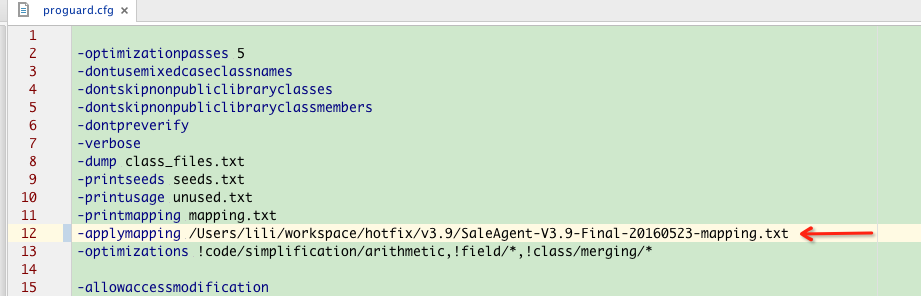 proguard.cfg ×
1
2 -optimizationpasses 5
3 -dontusemixedcaseclassnames
4 -dontskipnonpubliclibraryclasses
5 -dontskipnonpubliclibraryclassmembers
6 -dontpreverify
7 -verbose
8 -dump class_files.txt
9 -printseeds seeds.txt
10 -printusage unused.txt
11 -printmapping mapping.txt
12 -applymapping /Users/lili/workspace/hotfix/v3.9/SaleAgent-V3.9-Final-20160523-mapping.txt
13 -optimizations !code/simplification/arithmetic,!field/*,!class/merging/*
14
15 -allowaccessmodification